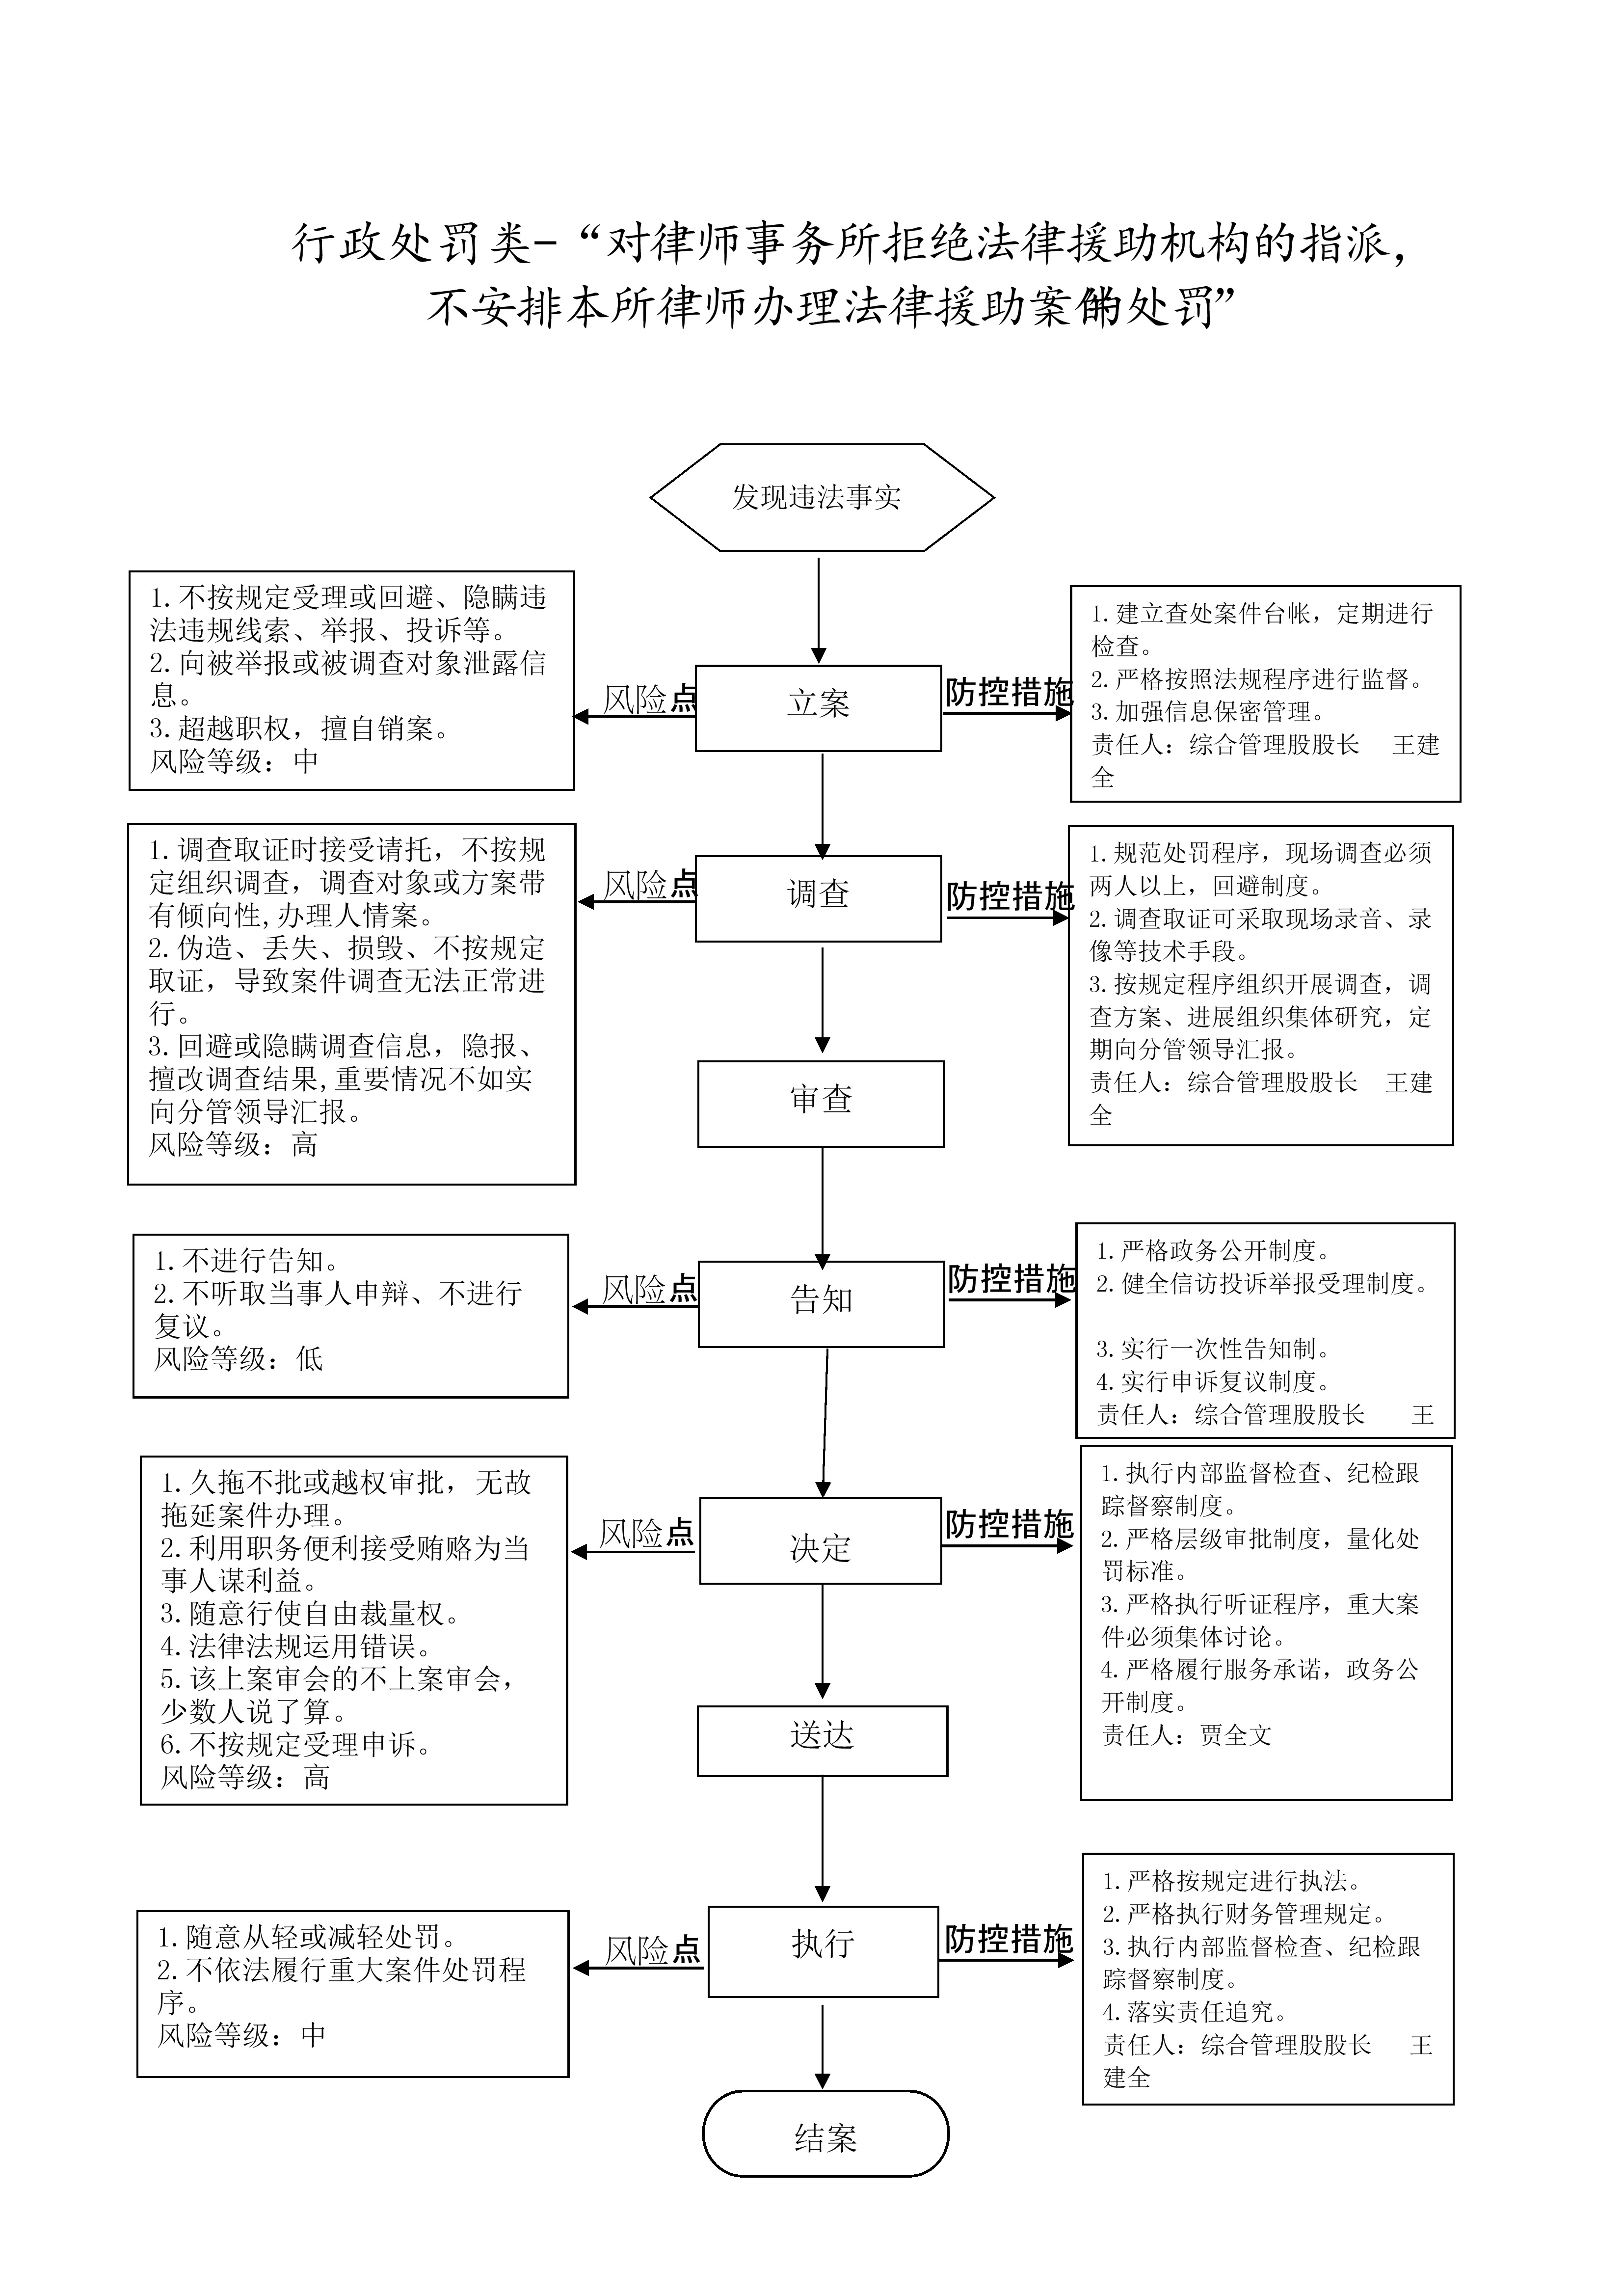 行政处罚类-“对律师事务所拒绝法律援助机构的指派，
不安排本所律师办理法律援助案件的处罚”
发现违法事实
1.不按规定受理或回避、隐瞒违
法违规线索、举报、投诉等。
2.向被举报或被调查对象泄露信
息。
3.超越职权，擅自销案。
风险等级：中
风险点
立案
防控措施
1.建立查处案件台帐，定期进行
检查。
2.严格按照法规程序进行监督。
3.加强信息保密管理。
责任人：综合管理股股长 王建
全
1.调查取证时接受请托，不按规
定组织调查，调查对象或方案带
有倾向性,办理人情案。
2.伪造、丢失、损毁、不按规定
取证，导致案件调查无法正常进
行。
3.回避或隐瞒调查信息，隐报、
擅改调查结果,重要情况不如实
向分管领导汇报。
风险等级：高
风险点
调查
防控措施
1.规范处罚程序，现场调查必须
两人以上，回避制度。
2.调查取证可采取现场录音、录
像等技术手段。
3.按规定程序组织开展调查，调
查方案、进展组织集体研究，定
期向分管领导汇报。
责任人：综合管理股股长 王建
全
审查
1.不进行告知。
2.不听取当事人申辩、不进行
复议。
风险等级：低
风险点
告知
防控措施
1.严格政务公开制度。
2.健全信访投诉举报受理制度。
3.实行一次性告知制。
4.实行申诉复议制度。
责任人：综合管理股股长 王
1.久拖不批或越权审批，无故
拖延案件办理。
2.利用职务便利接受贿赂为当
事人谋利益。
3.随意行使自由裁量权。
4.法律法规运用错误。
5.该上案审会的不上案审会，
少数人说了算。
6.不按规定受理申诉。
风险等级：高
风险点
决定
防控措施
1.执行内部监督检查、纪检跟
踪督察制度。
2.严格层级审批制度，量化处
罚标准。
3.严格执行听证程序，重大案
件必须集体讨论。
4.严格履行服务承诺，政务公
开制度。
责任人：贾全文
送达
1.随意从轻或减轻处罚。
2.不依法履行重大案件处罚程
序。
风险等级：中
风险点
执行
防控措施
1.严格按规定进行执法。
2.严格执行财务管理规定。
3.执行内部监督检查、纪检跟
踪督察制度。
4.落实责任追究。
责任人：综合管理股股长 王
建全
结案